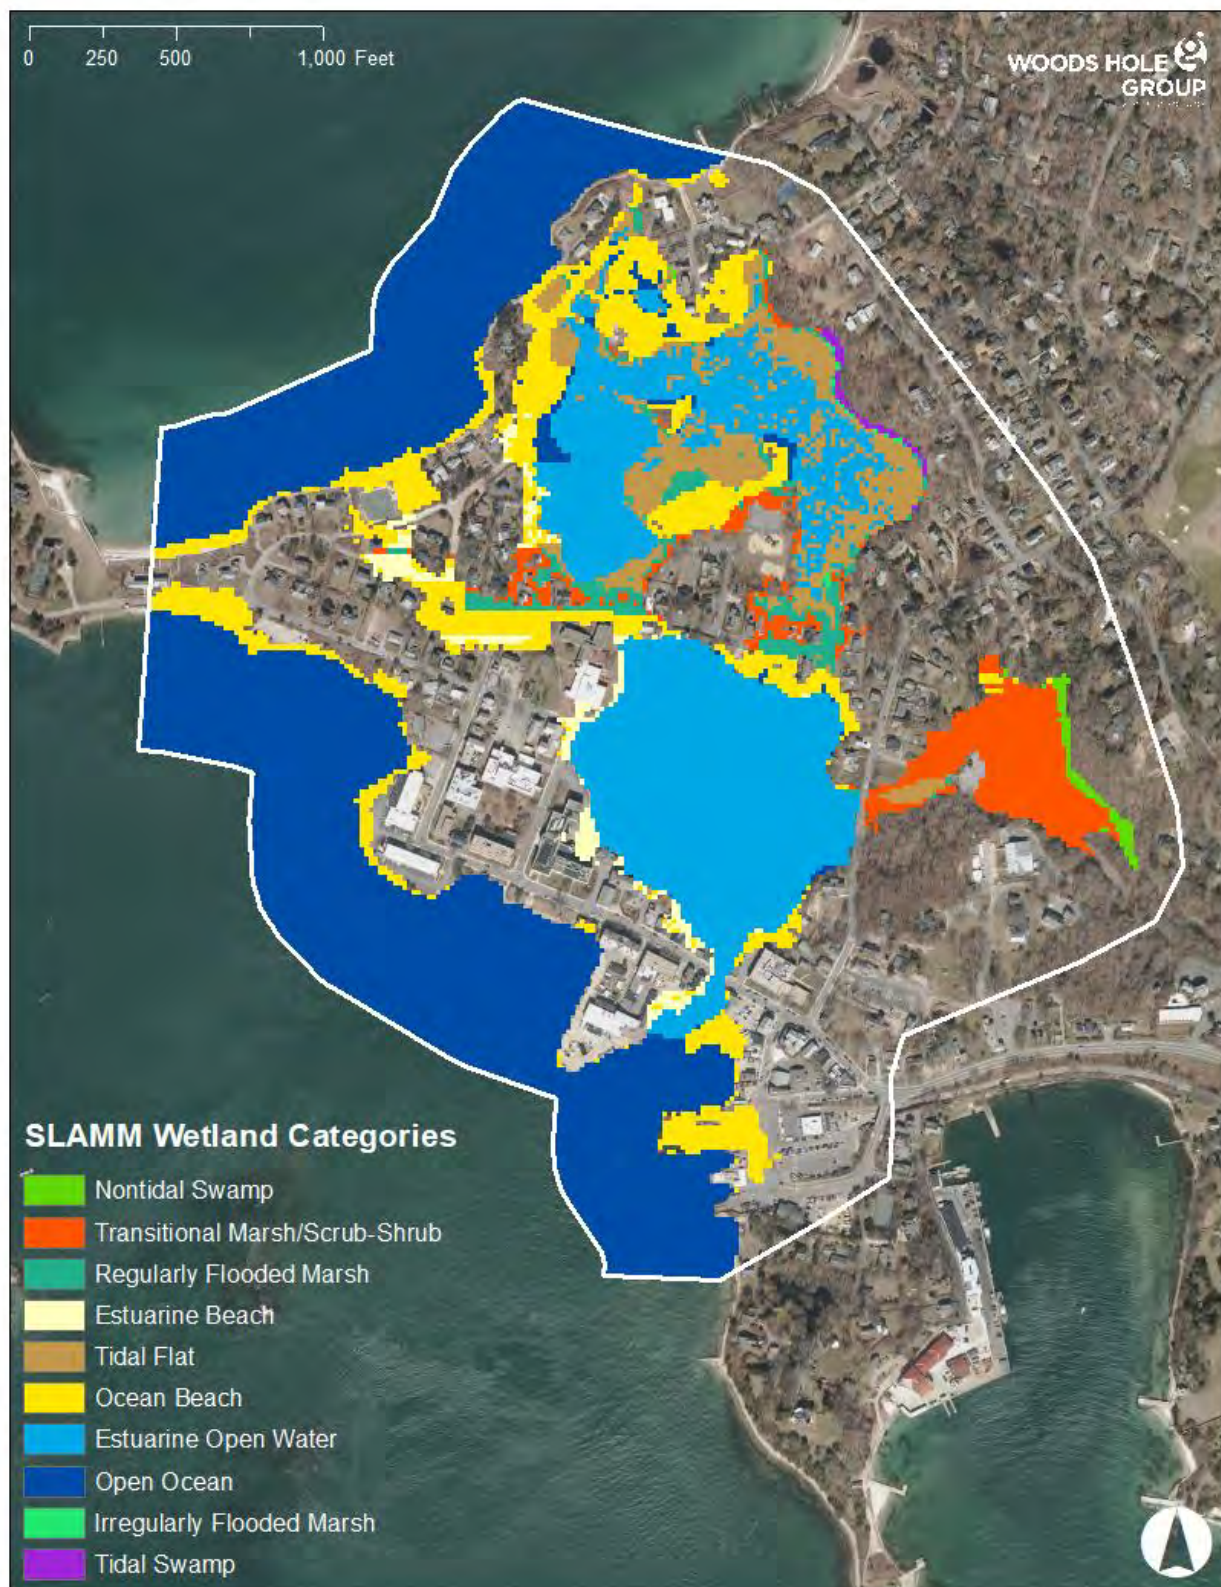 0 250 500 1,000 Feet
WOODS HOLE
GROUP
SLAMM Wetland Categories
Nontidal Swamp
Transitional Marsh/Scrub-Shrub
Regularly Flooded Marsh
Estuarine Beach
Tidal Flat
Ocean Beach
Estuarine Open Water
Open Ocean
Irregularly Flooded Marsh
Tidal Swamp